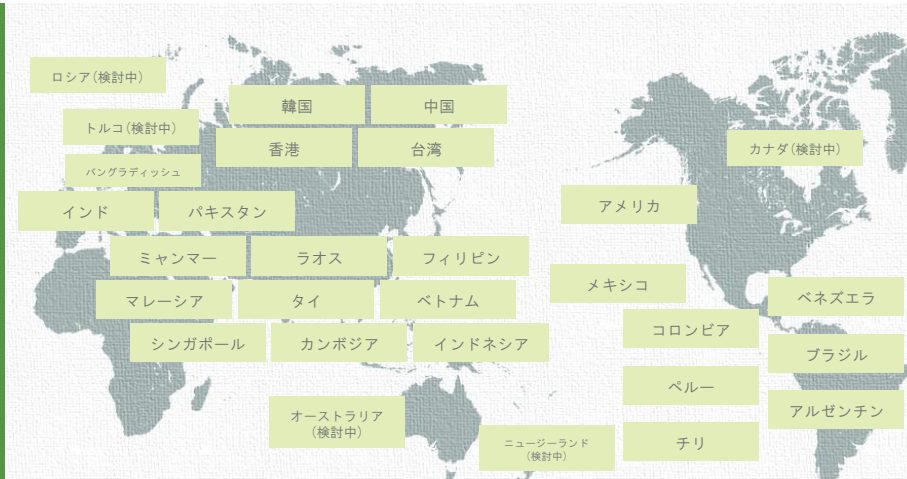 ロシア(検討中)
韓国
中国
トルコ(検討中)
香港
台湾
カナダ(検討中)
バングラディッシュ
インド
パキスタン
アメリカ
ミャンマー
ラオス
フィリピン
メキシコ
ベネズエラ
マレーシア
タイ
ベトナム
コロンビア
シンガポール
カンボジア
インドネシア
ブラジル
ペルー
アルゼンチン
オーストラリア
(検討中)
ニュージーランド
(検討中)
チリ